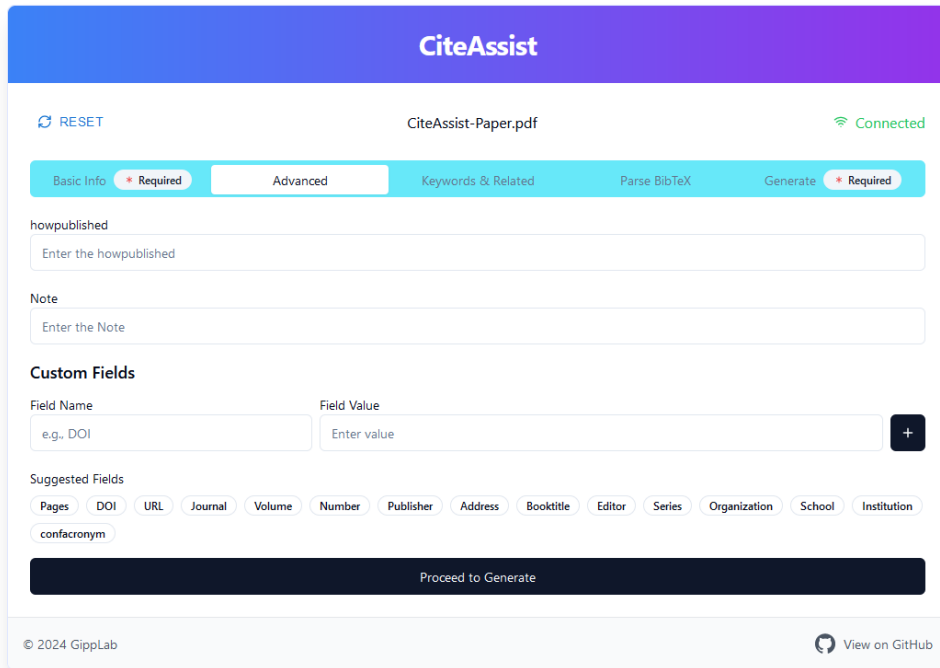 CiteAssist
RESET
CiteAssist-Paper.pdf
Connected
Basic Info * Required
Advanced
Keywords & Related
Parse BibTeX
Generate * Required
howpublished
Enter the howpublished
Note
Enter the Note
Custom Fields
Field Name
Field Value
e.g., DOI
Enter value
+
Suggested Fields
Pages DOI URL Journal Volume Number Publisher Address Booktitle Editor Series Organization School Institution
confacronym
Proceed to Generate
© 2024 GippLab
View on GitHub